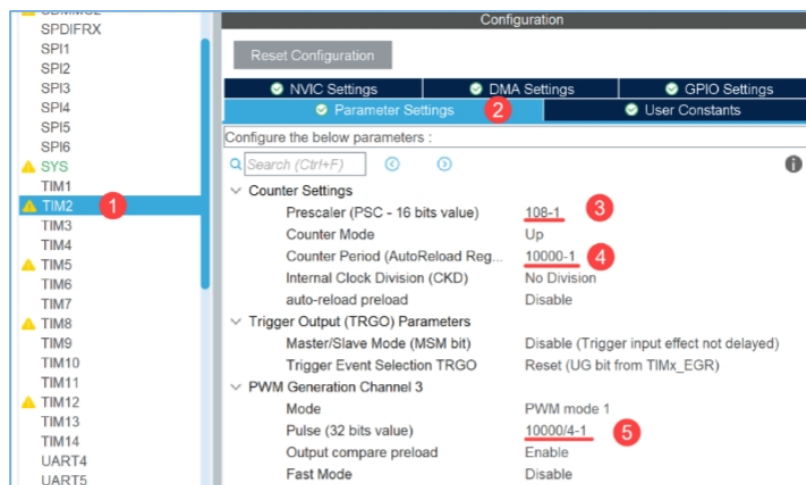 Configuration
SPDIFRX
SPI1
SPI2
SPI3
SPI4
SPI5
SPI6
SYS
TIM1
TIM2 1
TIM3
TIM4
TIM5
TIM6
TIM7
TIM8
TIM9
TIM10
TIM11
TIM12
TIM13
TIM14
UART4
UART5
Reset Configuration
NVIC Settings DMA Settings GPIO Settings
Parameter Settings 2 User Constants
Configure the below parameters :
Search (Ctrl+F)
Counter Settings
Prescaler (PSC - 16 bits value) 108-1 3
Counter Mode Up
Counter Period (AutoReload Reg... 10000-1 4
Internal Clock Division (CKD) No Division
auto-reload preload Disable
Trigger Output (TRGO) Parameters
Master/Slave Mode (MSM bit) Disable (Trigger input effect not delayed)
Trigger Event Selection TRGO Reset (UG bit from TIMx_EGR)
PWM Generation Channel 3
Mode PWM mode 1
Pulse (32 bits value) 10000/4-1 5
Output compare preload Enable
Fast Mode Disable